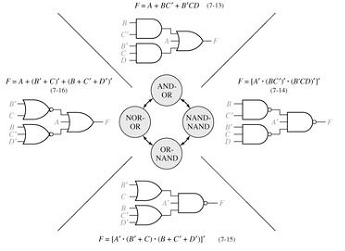 F = A + BC' + B'CD (7-13)
B
C'
A
F
B'
C
D
F = A + (B' + C)' + (B + C' + D')'
(7-16)
F = [A' · (BC')' · (B'CD)']'
(7-14)
B'
C
A
F
B
C'
D'
AND-
OR
NOR-
OR
NAND-
NAND
OR-
NAND
B
C'
A'
F
B'
C
D
B'
C
A'
F
B
C'
D'
F = [A' · (B' + C) · (B + C' + D')]' (7-15)